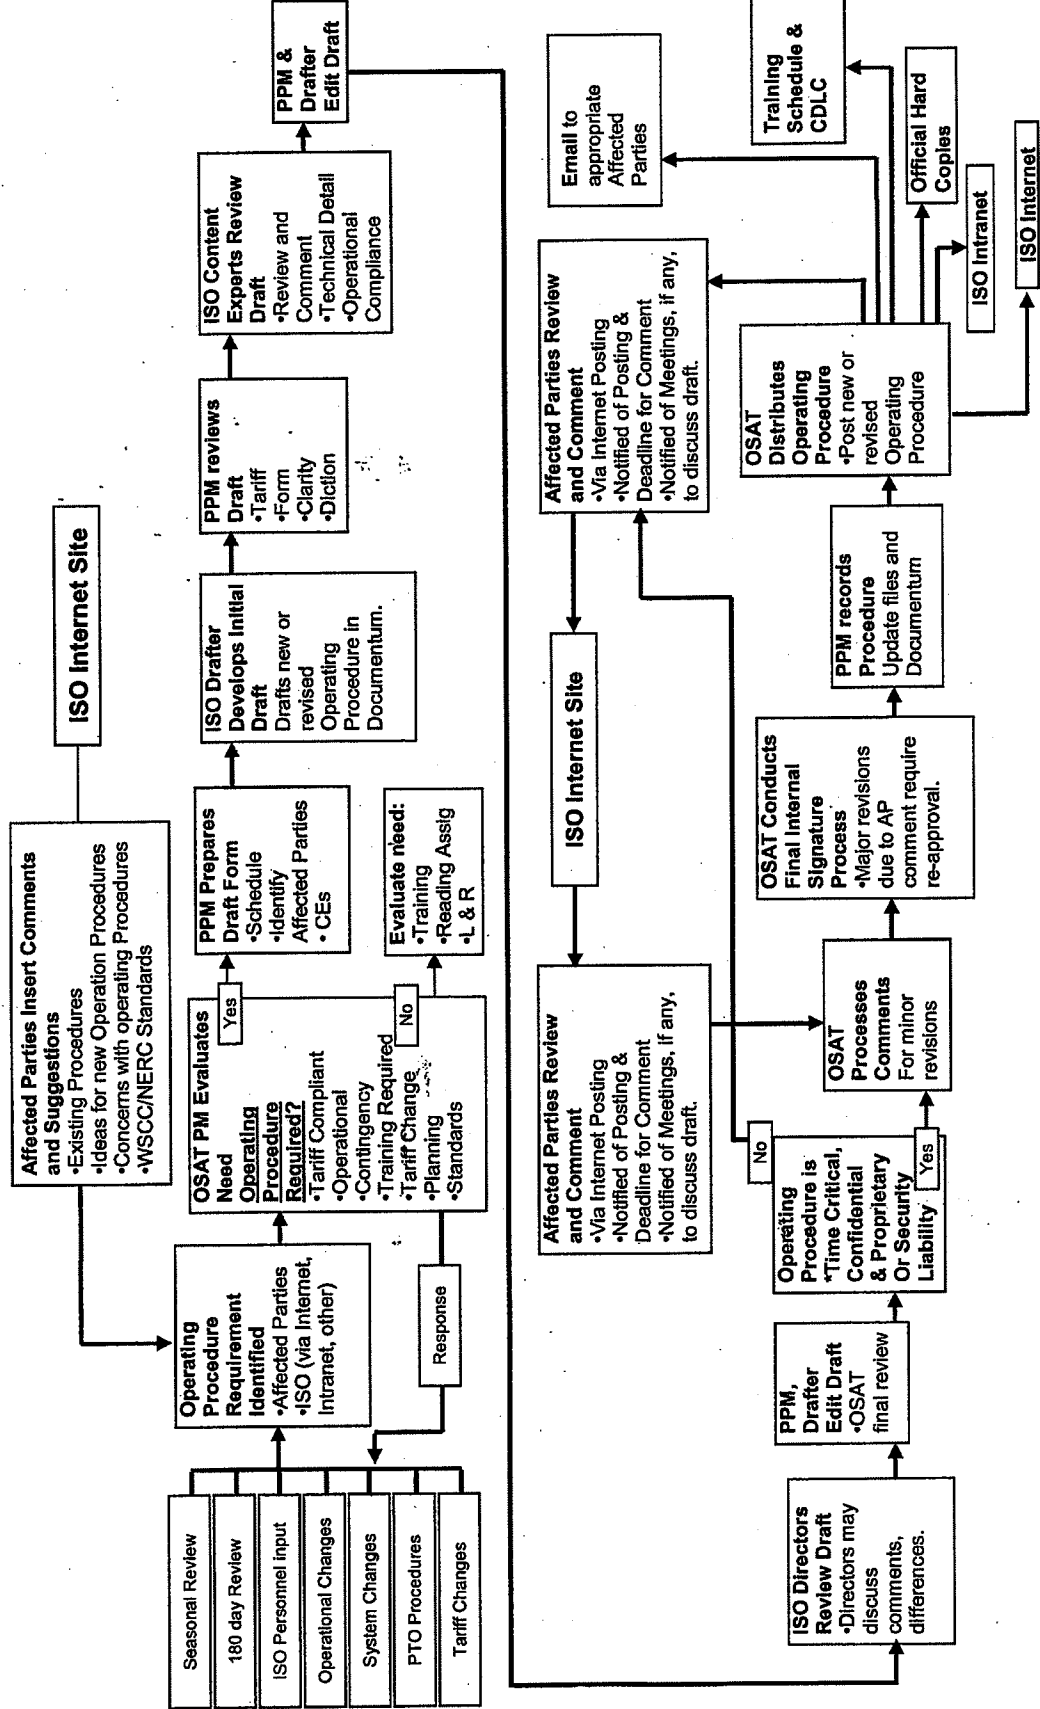 Affected Parties Insert Comments
and Suggestions
•Existing Procedures
•Ideas for new Operation Procedures
•Concerns with operating Procedures
•WSCC/NERC Standards
ISO Internet Site
Seasonal Review
180 day Review
ISO Personnel input
Operational Changes
System Changes
PTO Procedures
Tariff Changes
Operating
Procedure
Requirement
Identified
•Affected Parties
•ISO (via Internet,
Intranet, other)
Response
OSAT PM Evaluates
Need
Operating
Procedure
Required?
•Tariff Compliant
•Operational
•Contingency
•Training Required
•Tariff Change
•Planning
•Standards
Yes
No
PPM Prepares
Draft Form
•Schedule
•Identify
Affected Parties
•CEs
Evaluate need:
•Training
•Reading Assig
•L & R
ISO Drafter
Develops Initial
Draft
Drafts new or
revised
Operating
Procedure in
Documentum.
PPM reviews
Draft
•Tariff
•Form
•Clarity
•Diction
ISO Content
Experts Review
Draft
•Review and
Comment
•Technical Detail
•Operational
Compliance
PPM &
Drafter
Edit Draft
ISO Directors
Review Draft
•Directors may
discuss
comments,
differences.
PPM,
Drafter
Edit Draft
•OSAT
final review
Operating
Procedure is
*Time Critical,
Confidential
& Proprietary
Or Security
Liability
No
Yes
Affected Parties Review
and Comment
•Via Internet Posting
•Notified of Posting &
Deadline for Comment
•Notified of Meetings, if any,
to discuss draft.
ISO Internet Site
Affected Parties Review
and Comment
•Via Internet Posting
•Notified of Posting &
Deadline for Comment
•Notified of Meetings, if any,
to discuss draft.
OSAT
Processes
Comments
For minor
revisions
OSAT Conducts
Final Internal
Signature
Process
•Major revisions
due to AP
comment require
re-approval.
PPM records
Procedure
Update files and
Documentum
OSAT
Distributes
Operating
Procedure
•Post new or
revised
Operating
Procedure
Email to
appropriate
Affected
Parties
Training
Schedule &
CDLC
Official Hard
Copies
ISO Intranet
ISO Internet